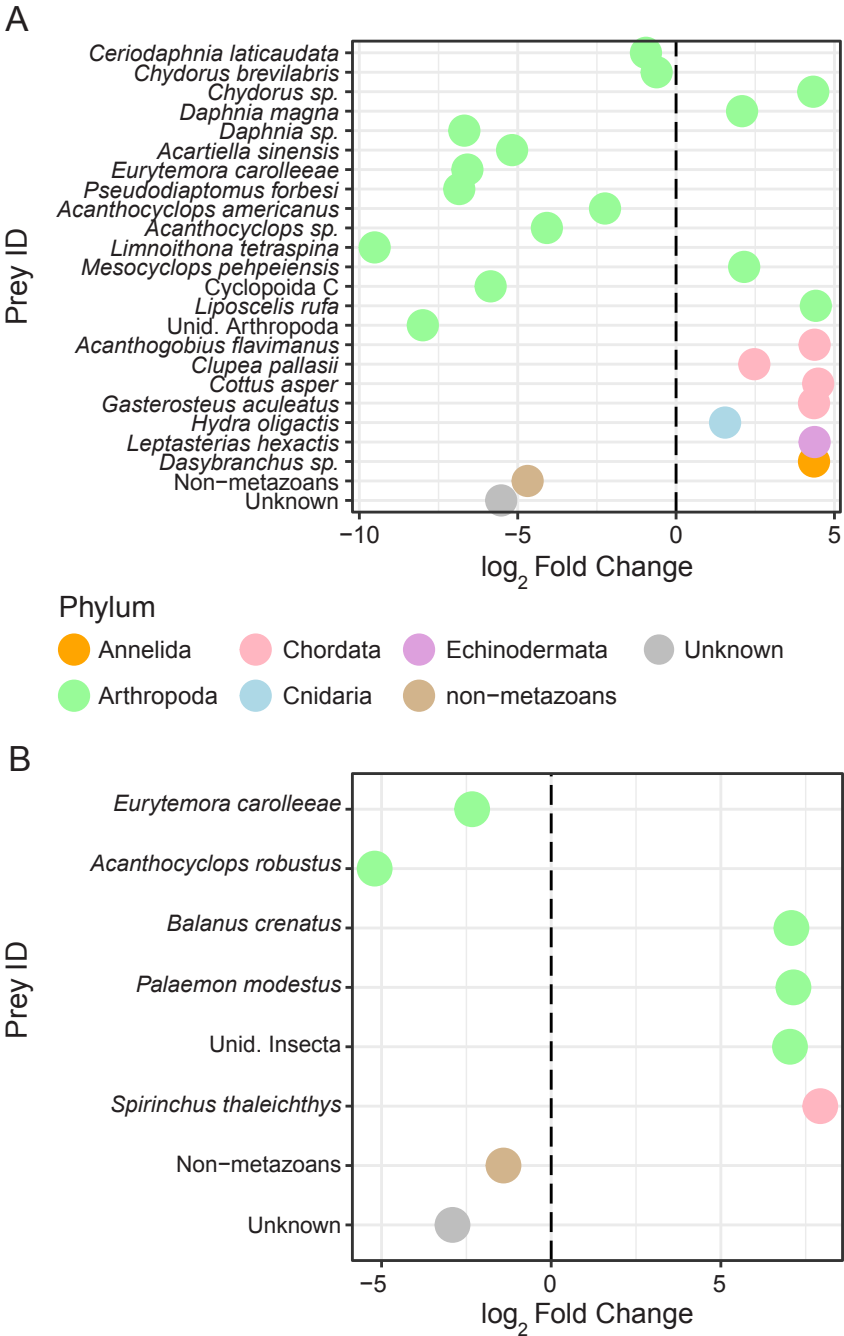 A
Prey ID
Ceriodaphnia laticaudata
Chydorus brevilabris
Chydorus sp.
Daphnia magna
Daphnia sp.
Acartiella sinensis
Eurytemora carolleeae
Pseudodiaptomus forbesi
Acanthocyclops americanus
Acanthocyclops sp.
Limnoithona tetraspina
Mesocyclops pehpeiensis
Cyclopoida C
Liposcelis rufa
Unid. Arthropoda
Acanthogobius flavimanus
Clupea pallasii
Cottus asper
Gasterosteus aculeatus
Hydra oligactis
Leptasterias hexactis
Dasybranchus sp.
Non−metazoans
Unknown
−10 −5 0 5
log2 Fold Change
Phylum
Annelida Chordata Echinodermata Unknown
Arthropoda Cnidaria non−metazoans
B
Prey ID
Eurytemora carolleeae
Acanthocyclops robustus
Balanus crenatus
Palaemon modestus
Unid. Insecta
Spirinchus thaleichthys
Non−metazoans
Unknown
−5 0 5
log2 Fold Change